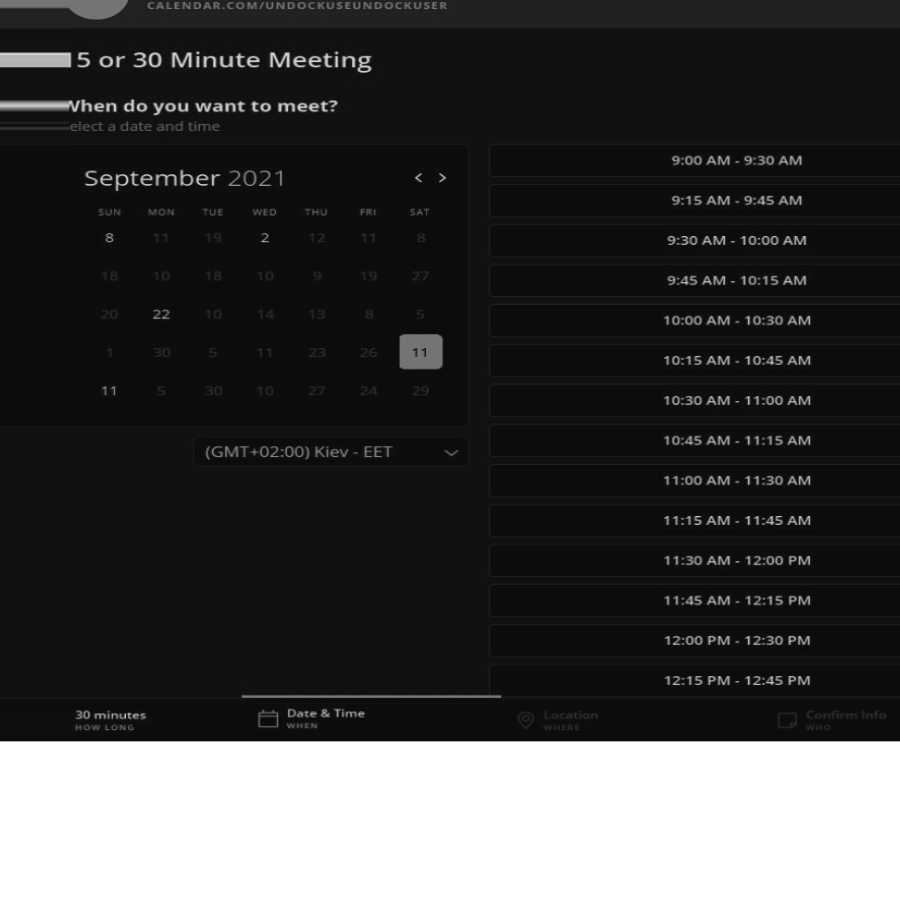 CALENDAR.COM/UNDOCKUSEUNDOCKUSER
5 or 30 Minute Meeting
When do you want to meet?
elect a date and time
September 2021 < >
SUN MON TUE WED THU FRI SAT
8 11 19 2 12 11 8
18 10 18 10 9 19 27
20 22 10 14 13 8 5
1 30 5 11 23 26 11
11 5 30 10 27 24 29
(GMT+02:00) Kiev - EET
9:00 AM - 9:30 AM
9:15 AM - 9:45 AM
9:30 AM - 10:00 AM
9:45 AM - 10:15 AM
10:00 AM - 10:30 AM
10:15 AM - 10:45 AM
10:30 AM - 11:00 AM
10:45 AM - 11:15 AM
11:00 AM - 11:30 AM
11:15 AM - 11:45 AM
11:30 AM - 12:00 PM
11:45 AM - 12:15 PM
12:00 PM - 12:30 PM
12:15 PM - 12:45 PM
30 minutes
HOW LONG
Date & Time
WHEN
Location
WHERE
Confirm Info
WHO